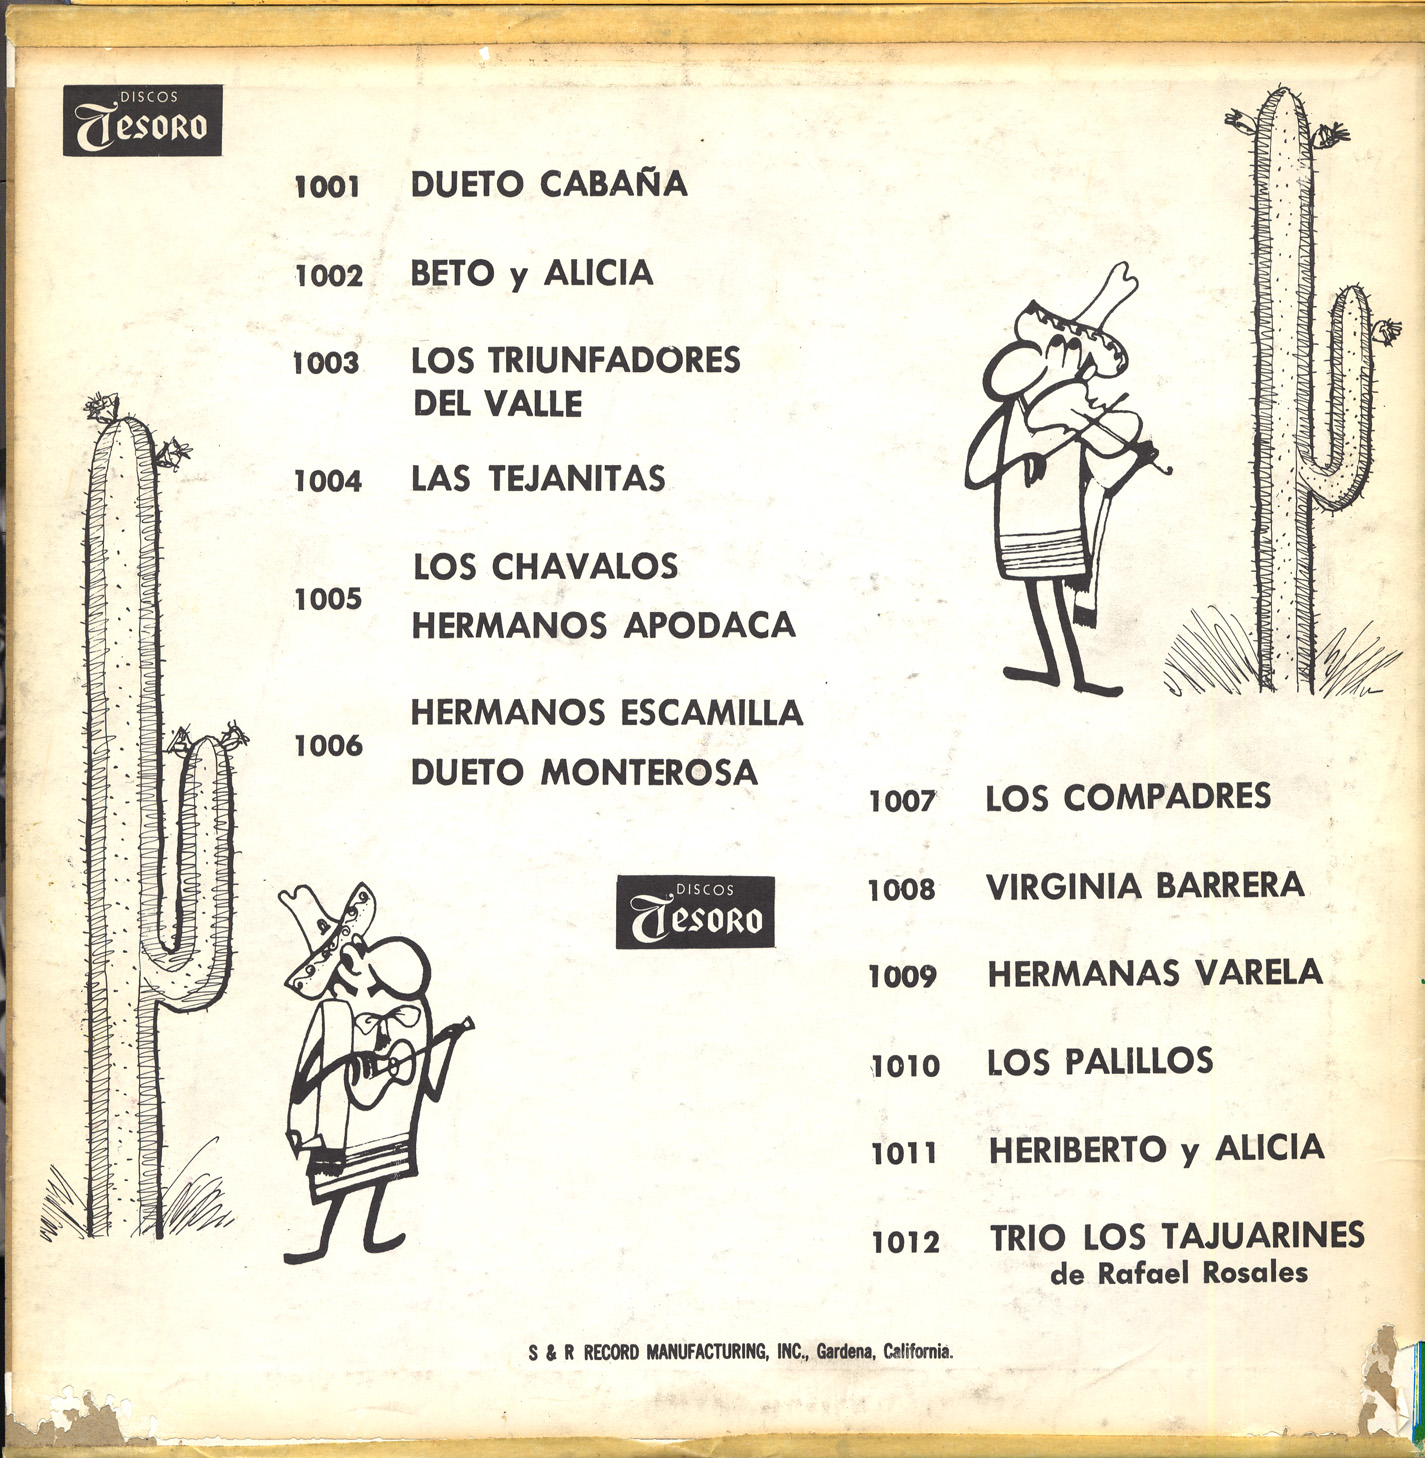 DISCOS
Tesoro
1001 DUETO CABAÑA
1002 BETO y ALICIA
1003 LOS TRIUNFADORES
DEL VALLE
1004 LAS TEJANITAS
1005 LOS CHAVALOS
HERMANOS APODACA
1006 HERMANOS ESCAMILLA
DUETO MONTEROSA
1007 LOS COMPADRES
1008 VIRGINIA BARRERA
DISCOS
Tesoro
1009 HERMANAS VARELA
1010 LOS PALILLOS
1011 HERIBERTO y ALICIA
1012 TRIO LOS TAJUARINES
de Rafael Rosales
S & R RECORD MANUFACTURING, INC., Gardena, California.